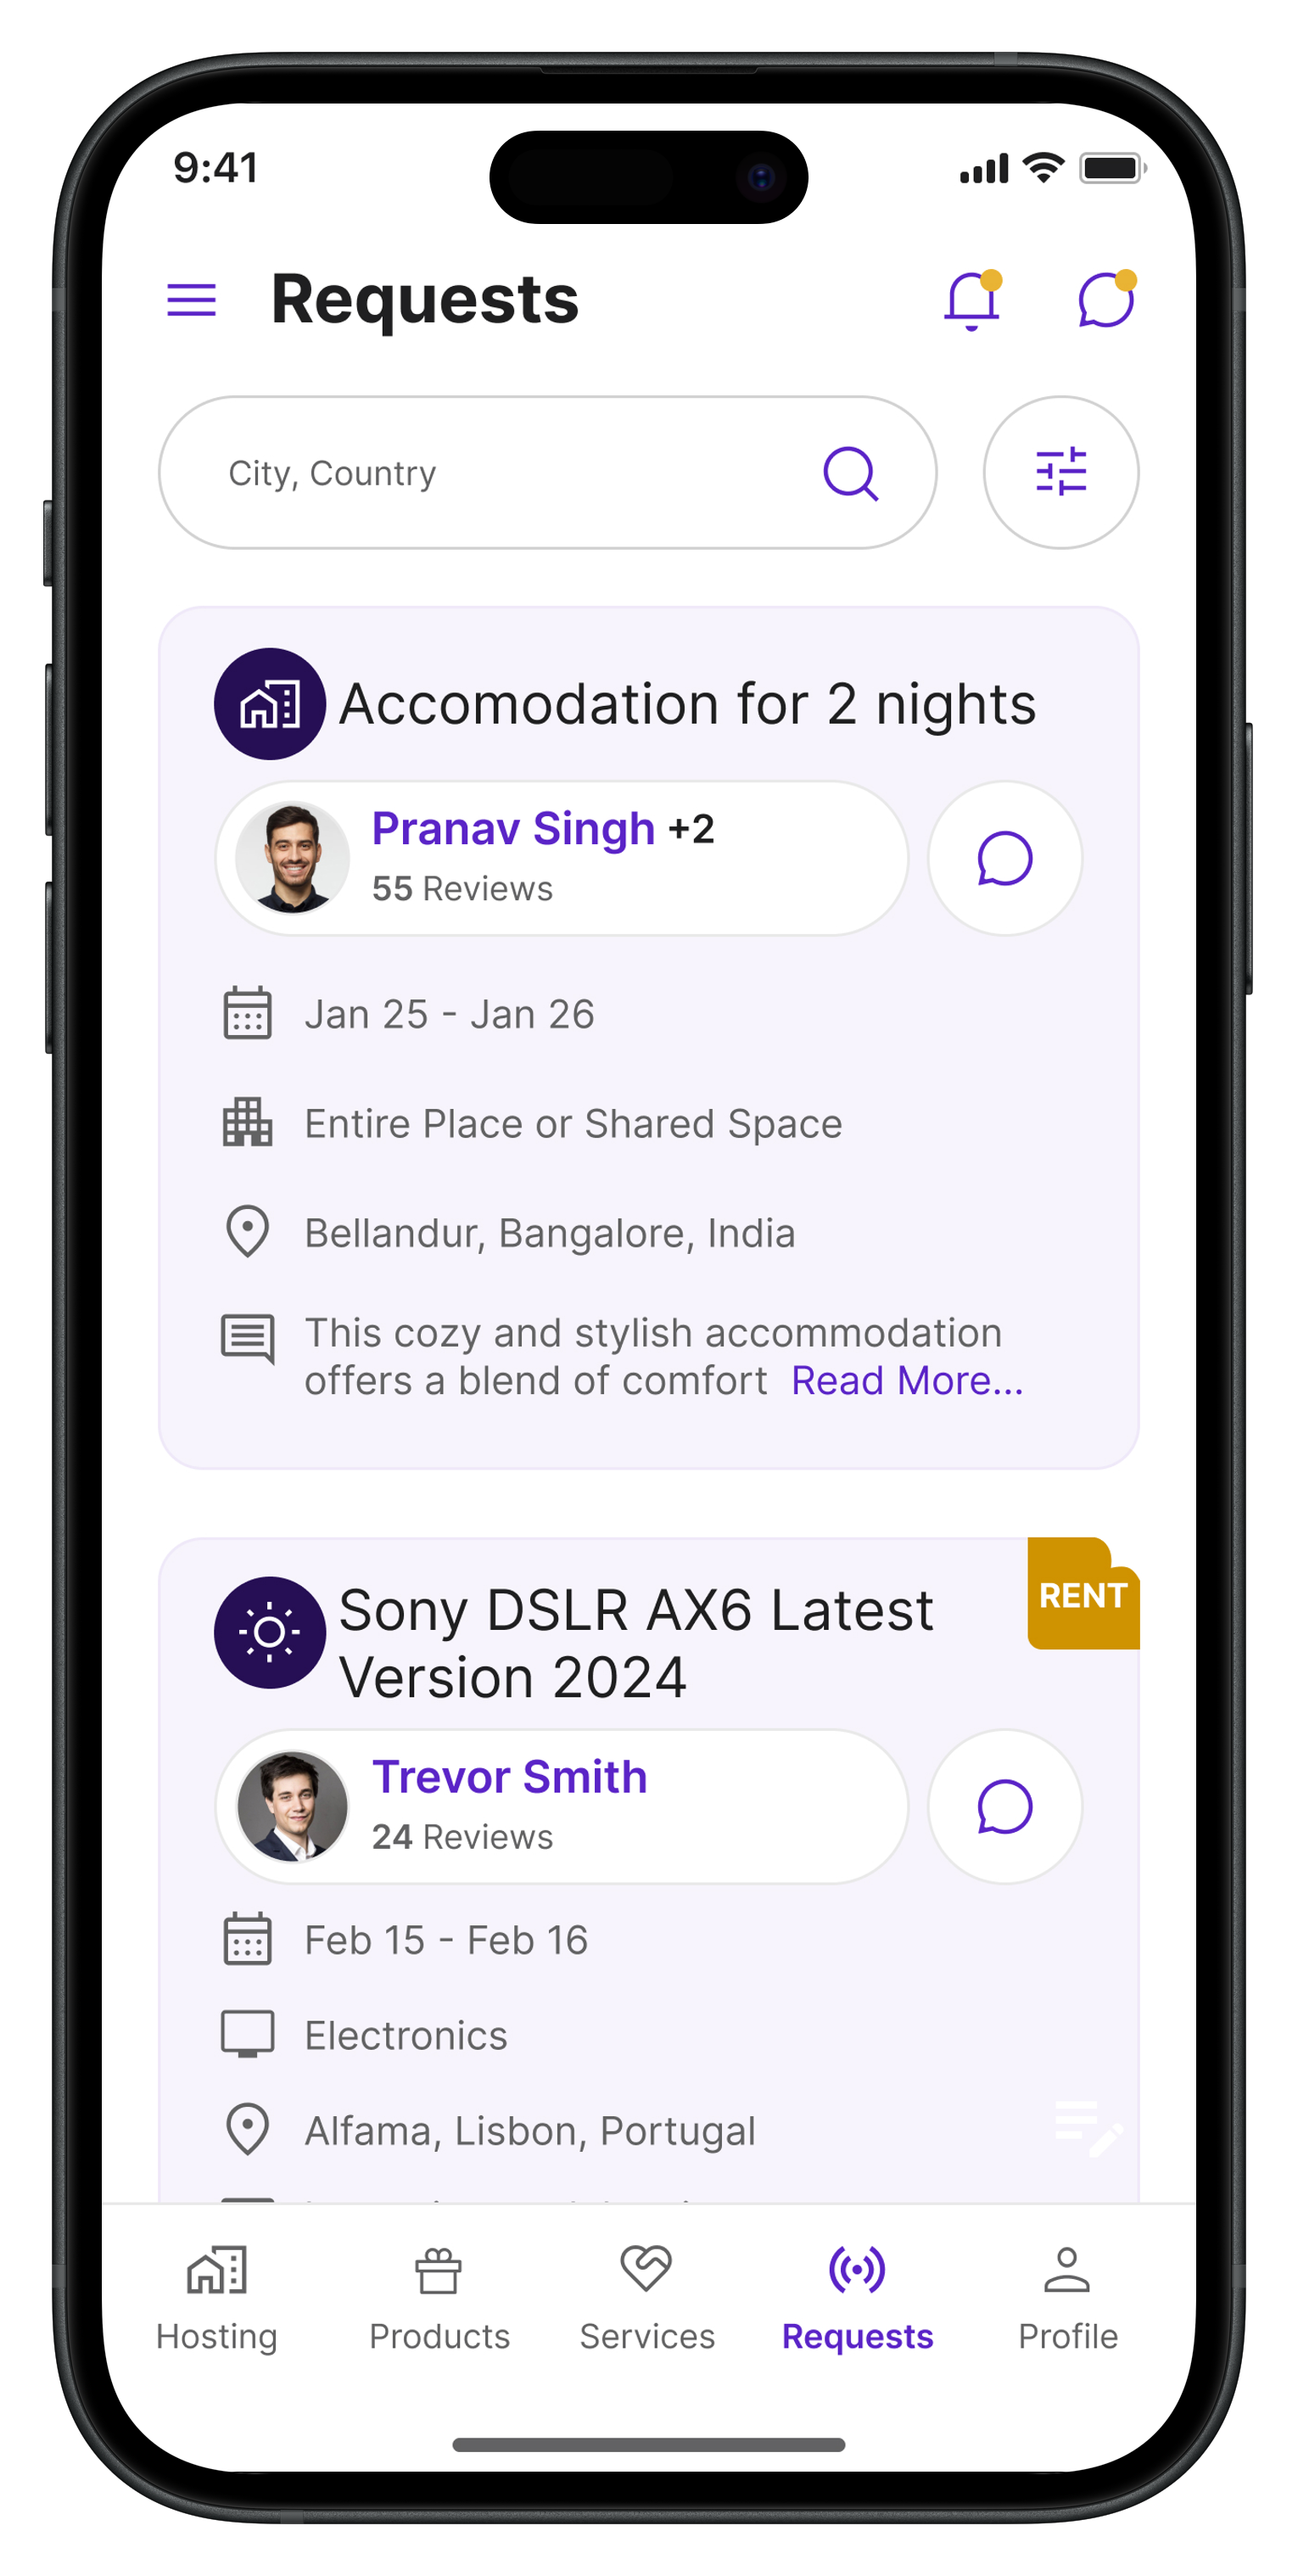 9:41
Requests
City, Country
Accomodation for 2 nights
Pranav Singh +2
55 Reviews
Jan 25 - Jan 26
Entire Place or Shared Space
Bellandur, Bangalore, India
This cozy and stylish accommodation
offers a blend of comfort Read More...
RENT
Sony DSLR AX6 Latest
Version 2024
Trevor Smith
24 Reviews
Feb 15 - Feb 16
Electronics
Alfama, Lisbon, Portugal
Hosting Products Services Requests Profile